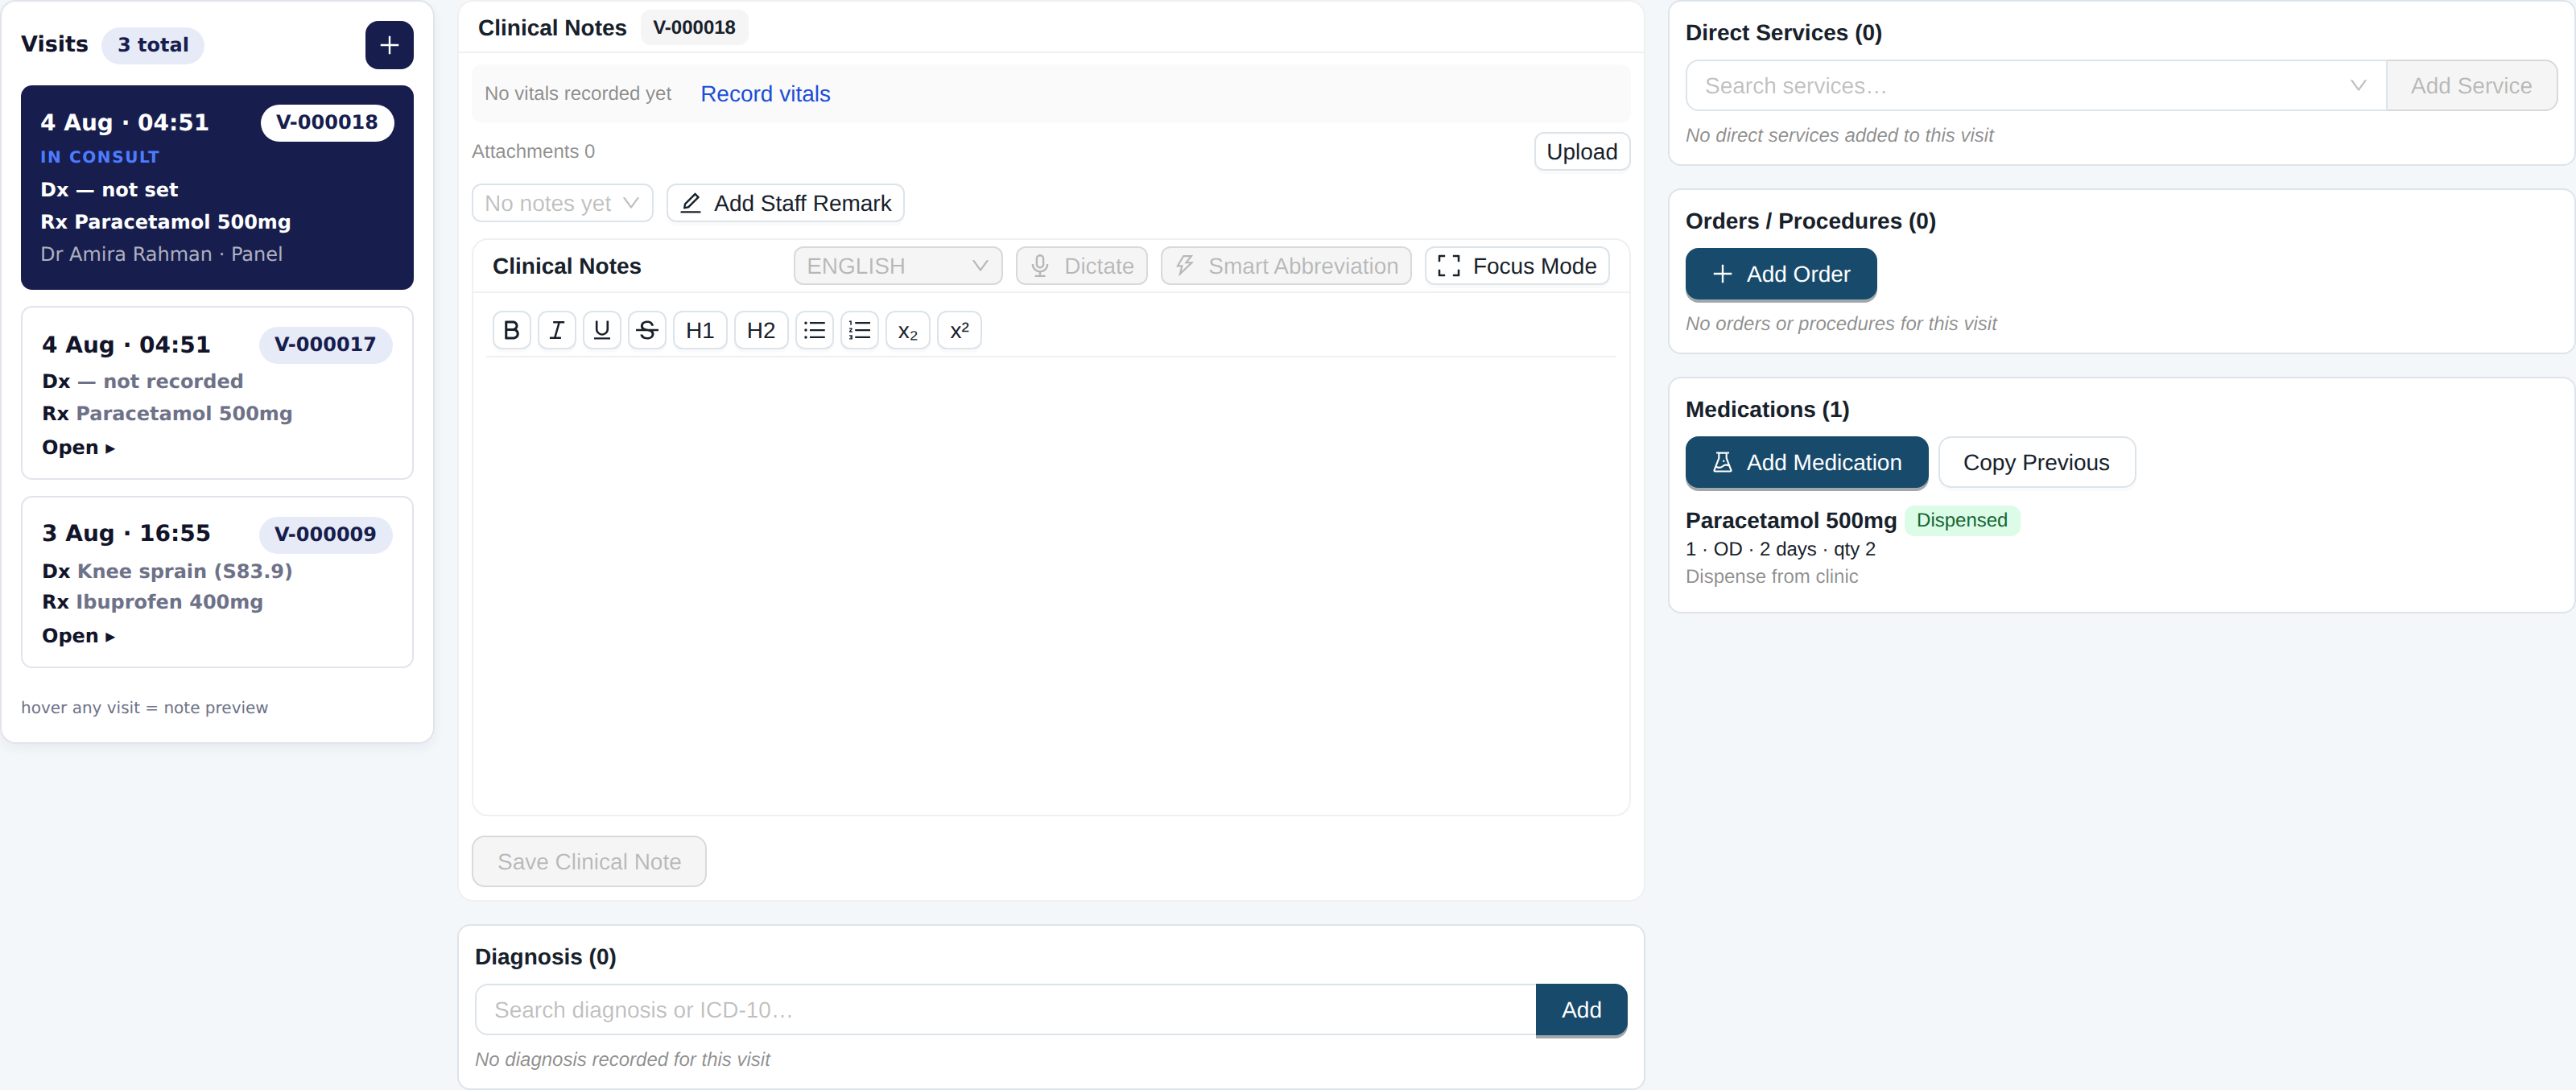 Visits 3 total
4 Aug · 04:51 V-000018
IN CONSULT
Dx — not set
Rx Paracetamol 500mg
Dr Amira Rahman · Panel
4 Aug · 04:51 V-000017
Dx — not recorded
Rx Paracetamol 500mg
Open ▸
3 Aug · 16:55 V-000009
Dx Knee sprain (S83.9)
Rx Ibuprofen 400mg
Open ▸
hover any visit = note preview
Clinical Notes V-000018
No vitals recorded yet Record vitals
Attachments 0 Upload
No notes yet Add Staff Remark
Clinical Notes ENGLISH Dictate Smart Abbreviation Focus Mode
B I U S H1 H2 x₂ x²
Save Clinical Note
Diagnosis (0)
Search diagnosis or ICD-10… Add
No diagnosis recorded for this visit
Direct Services (0)
Search services… Add Service
No direct services added to this visit
Orders / Procedures (0)
Add Order
No orders or procedures for this visit
Medications (1)
Add Medication Copy Previous
Paracetamol 500mg Dispensed
1 · OD · 2 days · qty 2
Dispense from clinic